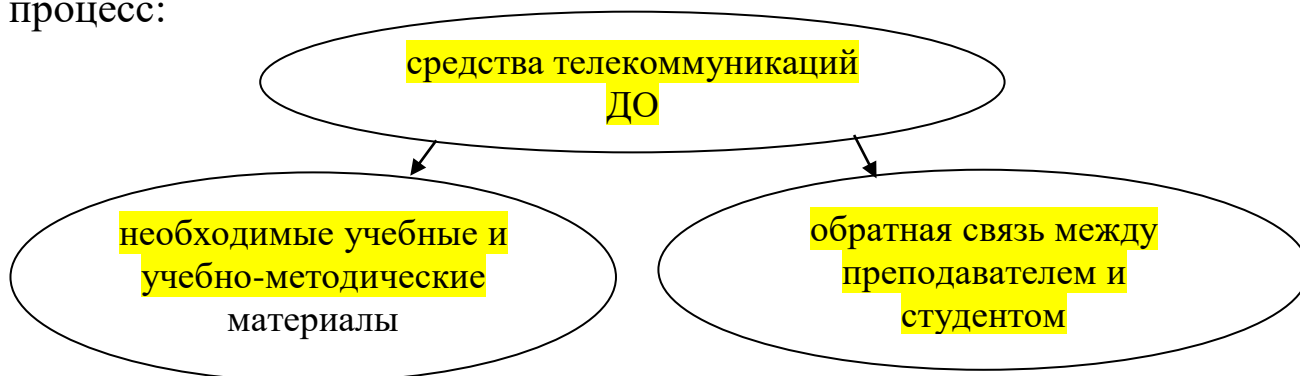 процесс:
средства телекоммуникаций
ДО
необходимые учебные и
учебно-методические
материалы
обратная связь между
преподавателем и
студентом